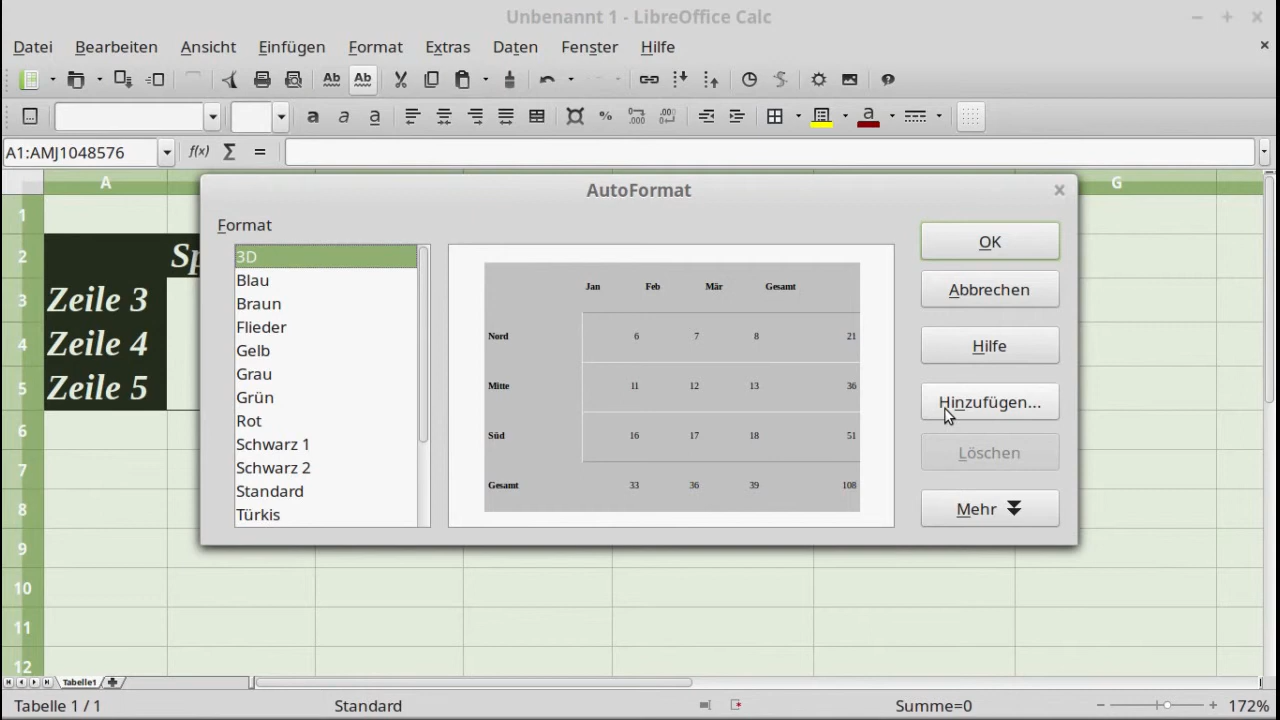 Unbenannt 1 - LibreOffice Calc
Datei Bearbeiten Ansicht Einfügen Format Extras Daten Fenster Hilfe
Ab Ab
a a a % 0,00 a
A1:AMJ1048576 f(x) Σ =
A G
1
2
Zeile 3
3
Zeile 4
4
Zeile 5
5
6
7
8
9
10
11
12
AutoFormat
Format
3D
Blau
Braun
Flieder
Gelb
Grau
Grün
Rot
Schwarz 1
Schwarz 2
Standard
Türkis
Jan Feb Mär Gesamt
Nord 6 7 8 21
Mitte 11 12 13 36
Süd 16 17 18 51
Gesamt 33 36 39 108
OK
Abbrechen
Hilfe
Hinzufügen...
Löschen
Mehr
Tabelle1
Tabelle 1 / 1 Standard Summe=0 172%